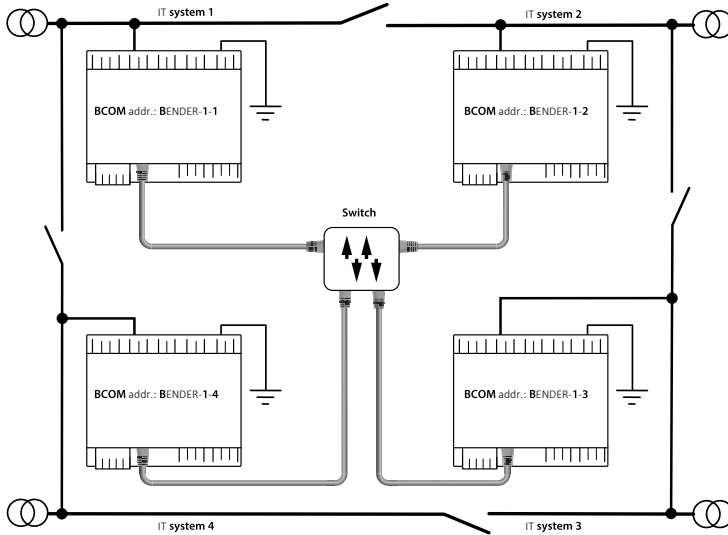 IT system 1
IT system 2
BCOM addr.: BENDER-1-1
BCOM addr.: BENDER-1-2
Switch
BCOM addr.: BENDER-1-4
BCOM addr.: BENDER-1-3
IT system 4
IT system 3